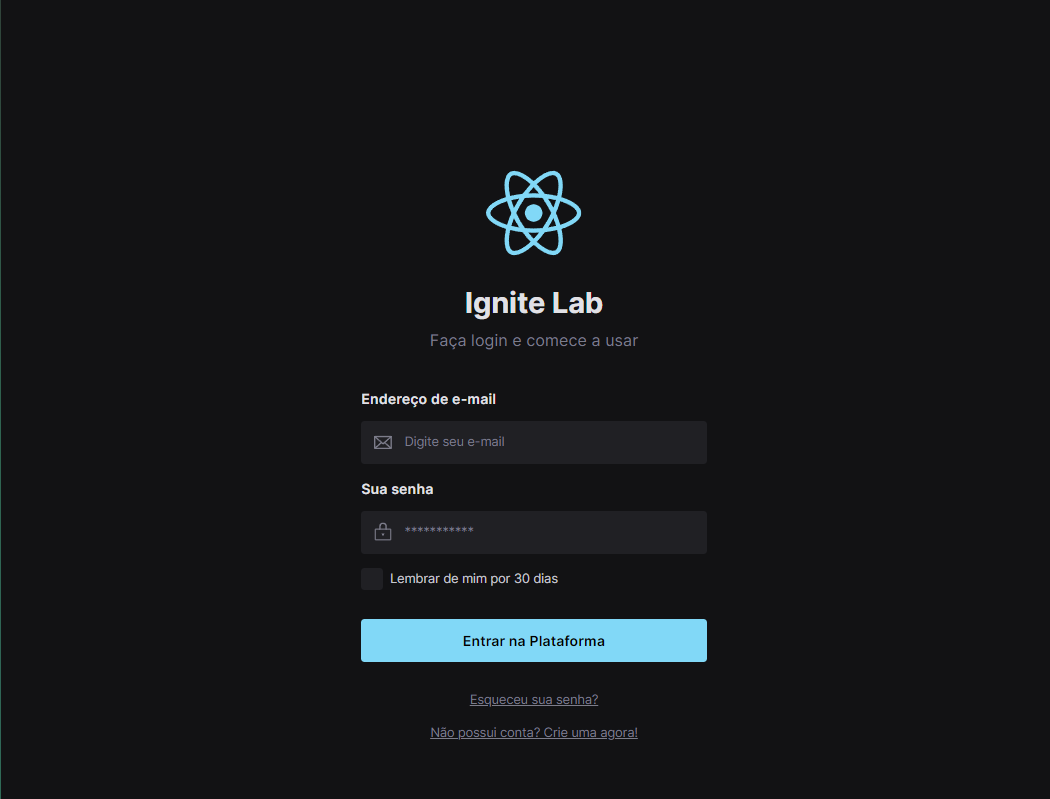 Ignite Lab
Faça login e comece a usar
Endereço de e-mail
Digite seu e-mail
Sua senha
***********
Lembrar de mim por 30 dias
Entrar na Plataforma
Esqueceu sua senha?
Não possui conta? Crie uma agora!